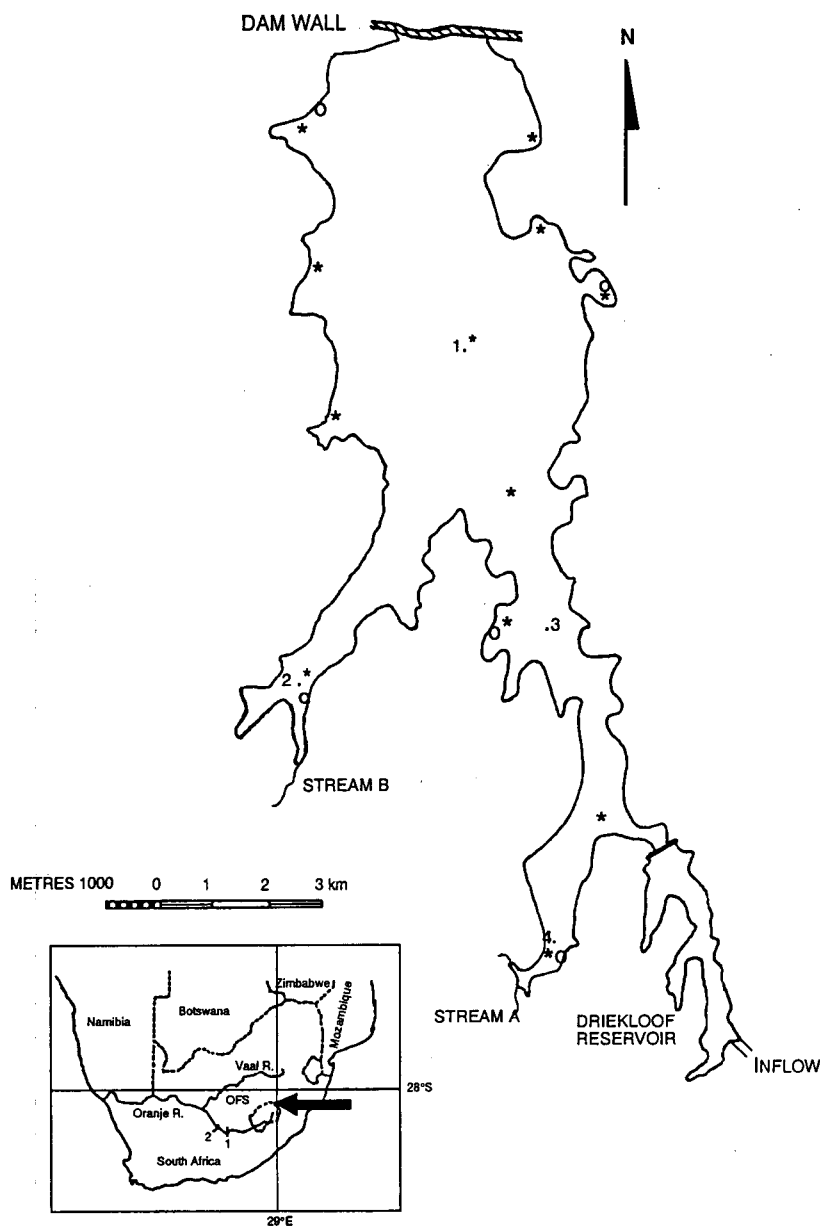 DAM WALL
N
1.
.3
2 .
STREAM B
METRES 1000 0 1 2 3 km
4.
STREAM A
DRIEKLOOF
RESERVOIR
INFLOW
Zimbabwe
Namibia
Botswana
Mozambique
Vaal R.
28°S
OFS
Oranje R.
2
1
South Africa
29°E